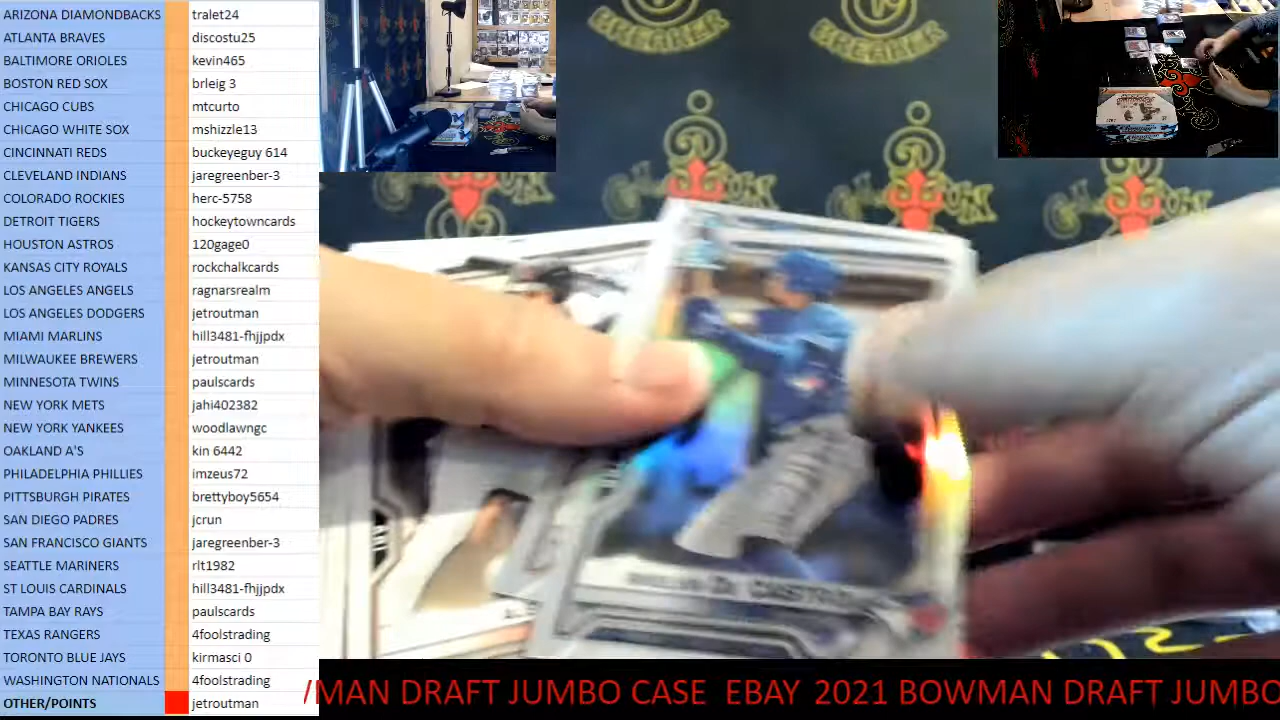 ARIZONA DIAMONDBACKS tralet24
ATLANTA BRAVES discostu25
BALTIMORE ORIOLES kevin465
BOSTON RED SOX brleig 3
CHICAGO CUBS mtcurto
CHICAGO WHITE SOX mshizzle13
CINCINNATI REDS buckeyeguy 614
CLEVELAND INDIANS jaregreenber-3
COLORADO ROCKIES herc-5758
DETROIT TIGERS hockeytowncards
HOUSTON ASTROS 120gage0
KANSAS CITY ROYALS rockchalkcards
LOS ANGELES ANGELS ragnarsrealm
LOS ANGELES DODGERS jetroutman
MIAMI MARLINS hill3481-fhjjpdx
MILWAUKEE BREWERS jetroutman
MINNESOTA TWINS paulscards
NEW YORK METS jahi402382
NEW YORK YANKEES woodlawngc
OAKLAND A'S kin 6442
PHILADELPHIA PHILLIES imzeus72
PITTSBURGH PIRATES brettyboy5654
SAN DIEGO PADRES jcrun
SAN FRANCISCO GIANTS jaregreenber-3
SEATTLE MARINERS rlt1982
ST LOUIS CARDINALS hill3481-fhjjpdx
TAMPA BAY RAYS paulscards
TEXAS RANGERS 4foolstrading
TORONTO BLUE JAYS kirmasci 0
WASHINGTON NATIONALS 4foolstrading
OTHER POINTS jetroutman
BREAKER BREAKER
DE CASTRO
MAN DRAFT JUMBO CASE EBAY 2021 BOWMAN DRAFT JUMBO